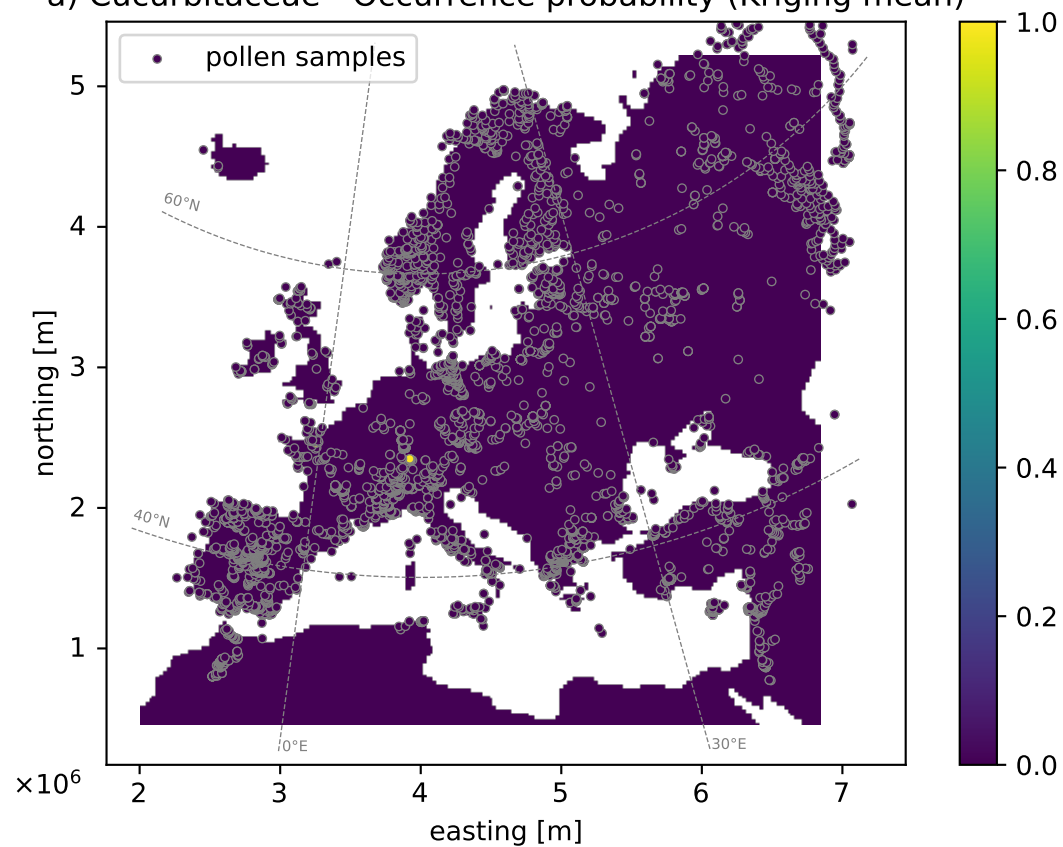 a) Cucurbitaceae - Occurrence probability (Kriging mean)
pollen samples
1.0
0.8
0.6
0.4
0.2
0.0
5
4
3
2
1
northing [m]
60°N
40°N
0°E
30°E
×10⁶
2 3 4 5 6 7
easting [m]